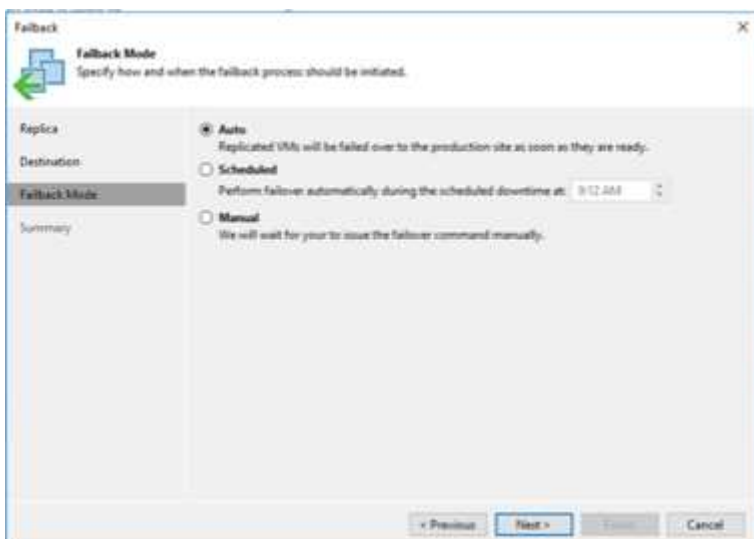 Failback
Failback Mode
Specify how and when the failback process should be initiated.
Replica
Destination
Failback Mode
Summary
Auto
Replicated VMs will be failed over to the production site as soon as they are ready.
Scheduled
Perform failover automatically during the scheduled downtime at: 9:12 AM
Manual
We will wait for your to issue the failover command manually.
< Previous
Next >
Finish
Cancel